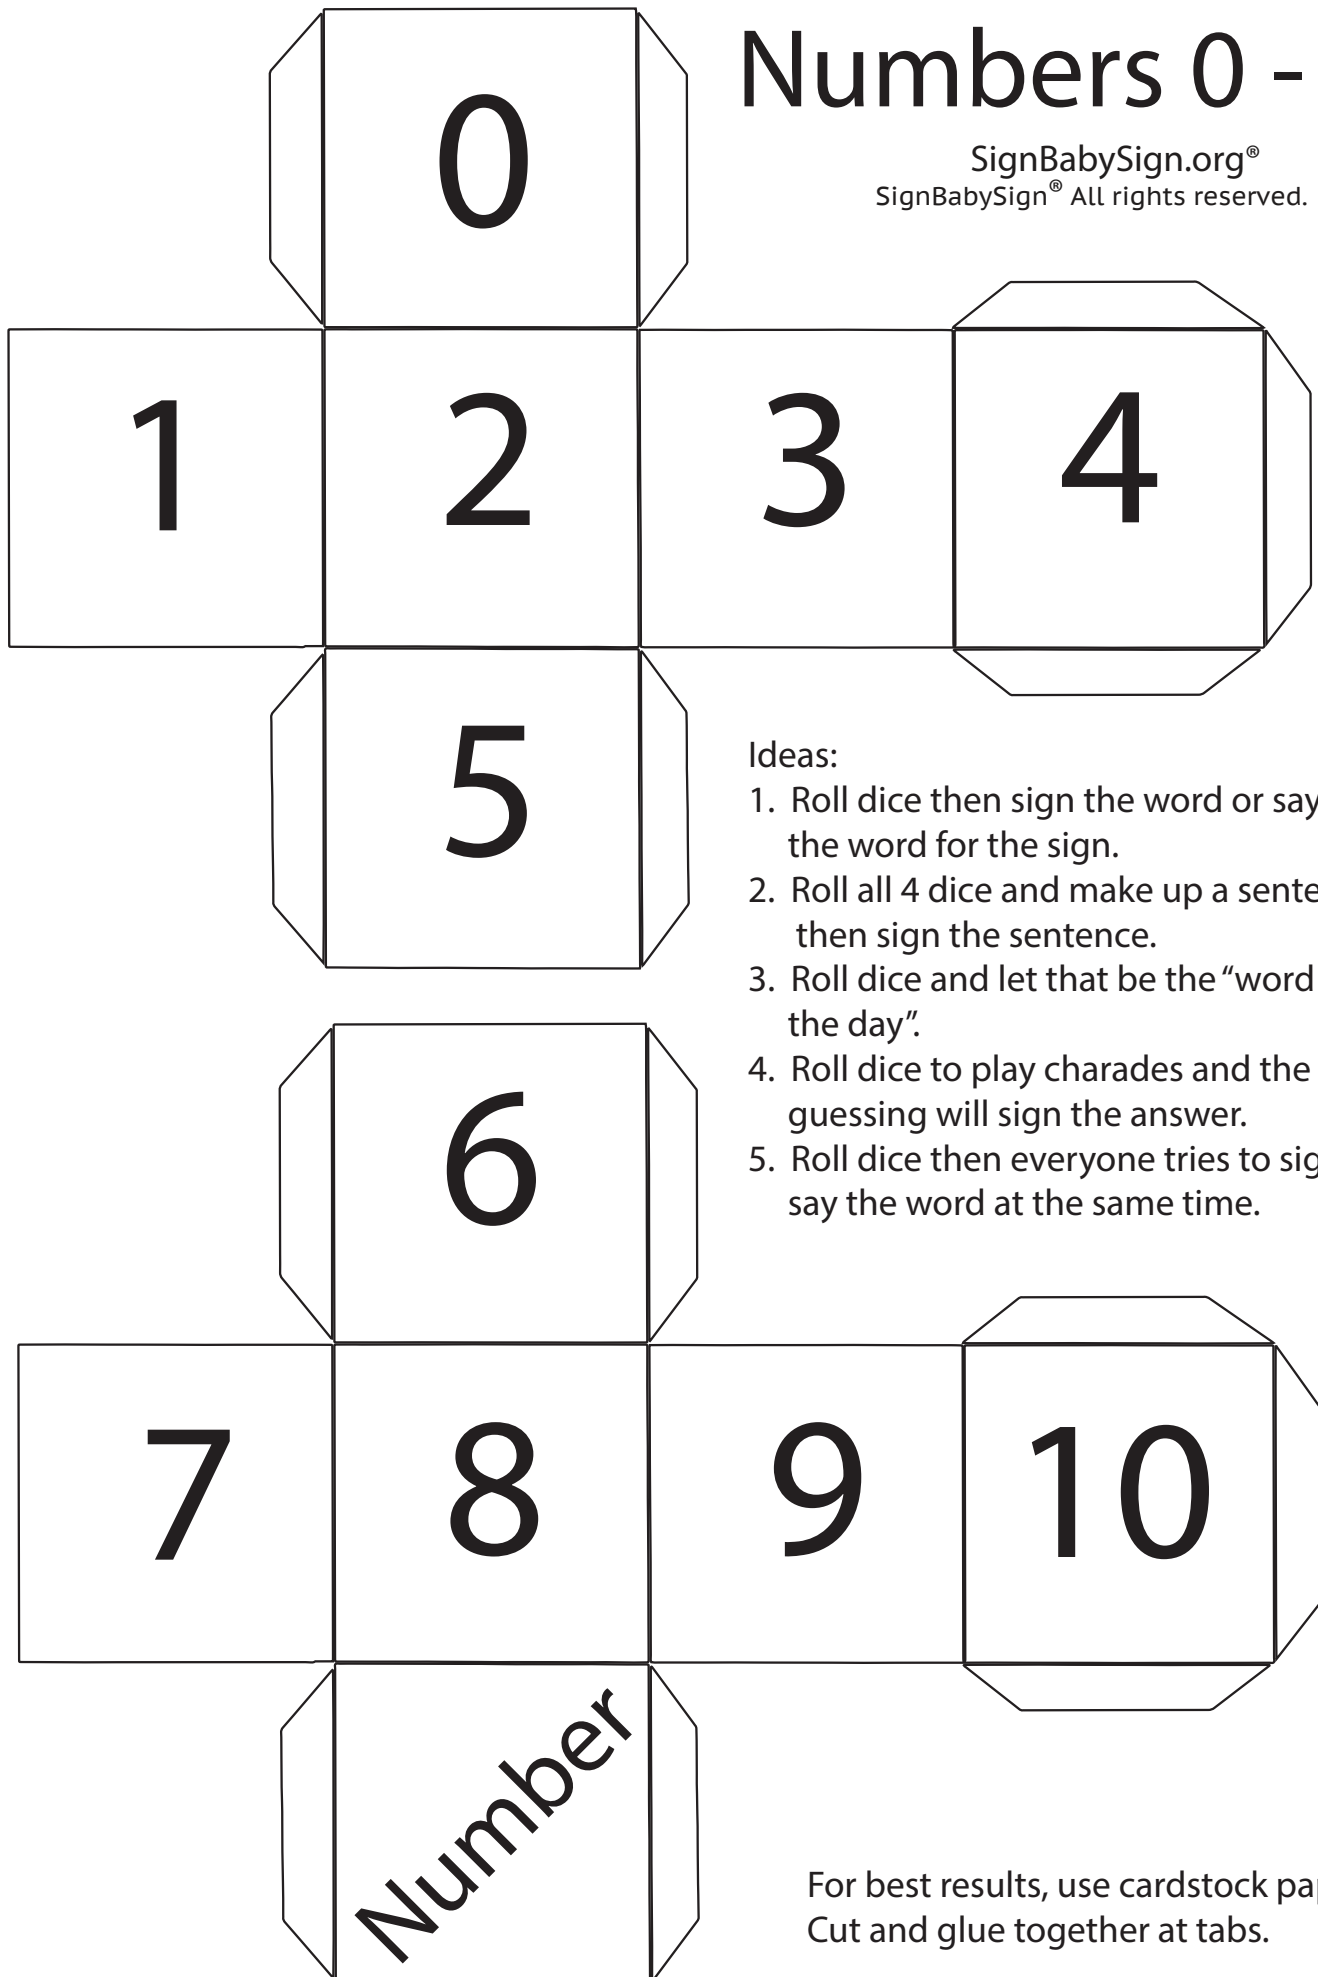 Numbers 0 -
SignBabySign.org®
SignBabySign® All rights reserved.
0
1 2 3 4
5
Ideas:
1. Roll dice then sign the word or say
the word for the sign.
2. Roll all 4 dice and make up a
then sign the sentence.
3. Roll dice and let that be the “word
the day”.
4. Roll dice to play charades and the
guessing will sign the answer.
5. Roll dice then everyone tries to
say the word at the same time.
6
7 8 9 10
Number
For best results, use cardstock
Cut and glue together at tabs.